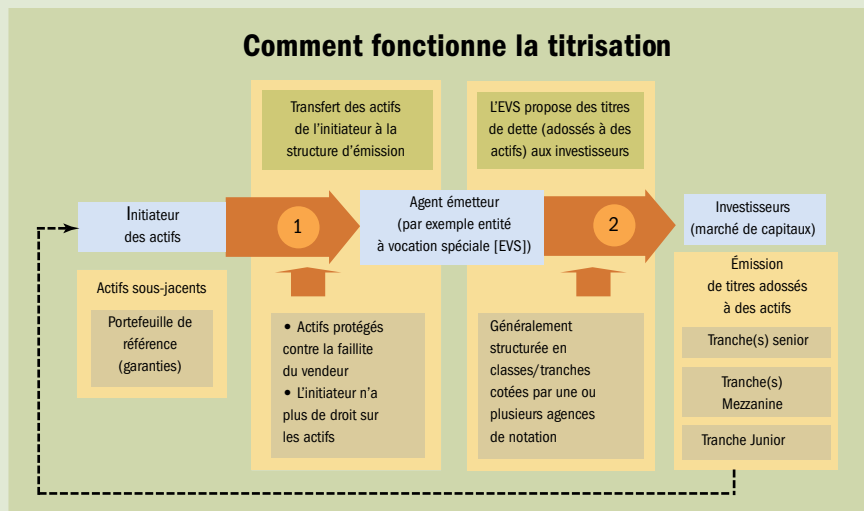 Comment fonctionne la titrisation
Transfert des actifs
de l'initiateur à la
structure d'émission
L'EVS propose des titres
de dette (adossés à des
actifs) aux investisseurs
Initiateur
des actifs
1
Agent émetteur
(par exemple entité
à vocation spéciale [EVS])
2
Investisseurs
(marché de capitaux)
Actifs sous-jacents
Portefeuille de
référence
(garanties)
• Actifs protégés
contre la faillite
du vendeur
• L'initiateur n'a
plus de droit sur
les actifs
Généralement
structurée en
classes/tranches
cotées par une ou
plusieurs agences
de notation
Émission
de titres adossés
à des actifs
Tranche(s) senior
Tranche(s)
Mezzanine
Tranche Junior